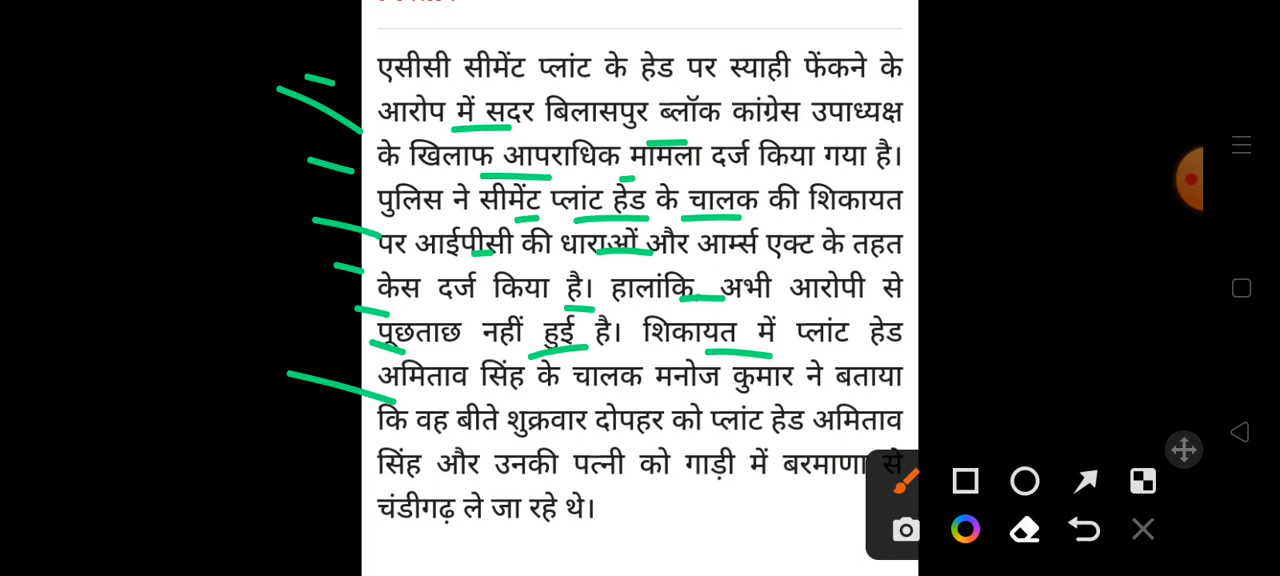 एसीसी सीमेंट प्लांट के हेड पर स्याही फेंकने के
आरोप में सदर बिलासपुर ब्लॉक कांग्रेस उपाध्यक्ष
के खिलाफ आपराधिक मामला दर्ज किया गया है।
पुलिस ने सीमेंट प्लांट हेड के चालक की शिकायत
पर आईपीसी की धाराओं और आर्म्स एक्ट के तहत
केस दर्ज किया है। हालांकि, अभी आरोपी से
पूछताछ नहीं हुई है। शिकायत में प्लांट हेड
अमिताव सिंह के चालक मनोज कुमार ने बताया
कि वह बीते शुक्रवार दोपहर को प्लांट हेड अमिताव
सिंह और उनकी पत्नी को गाड़ी में बरमाणा से
चंडीगढ़ ले जा रहे थे।